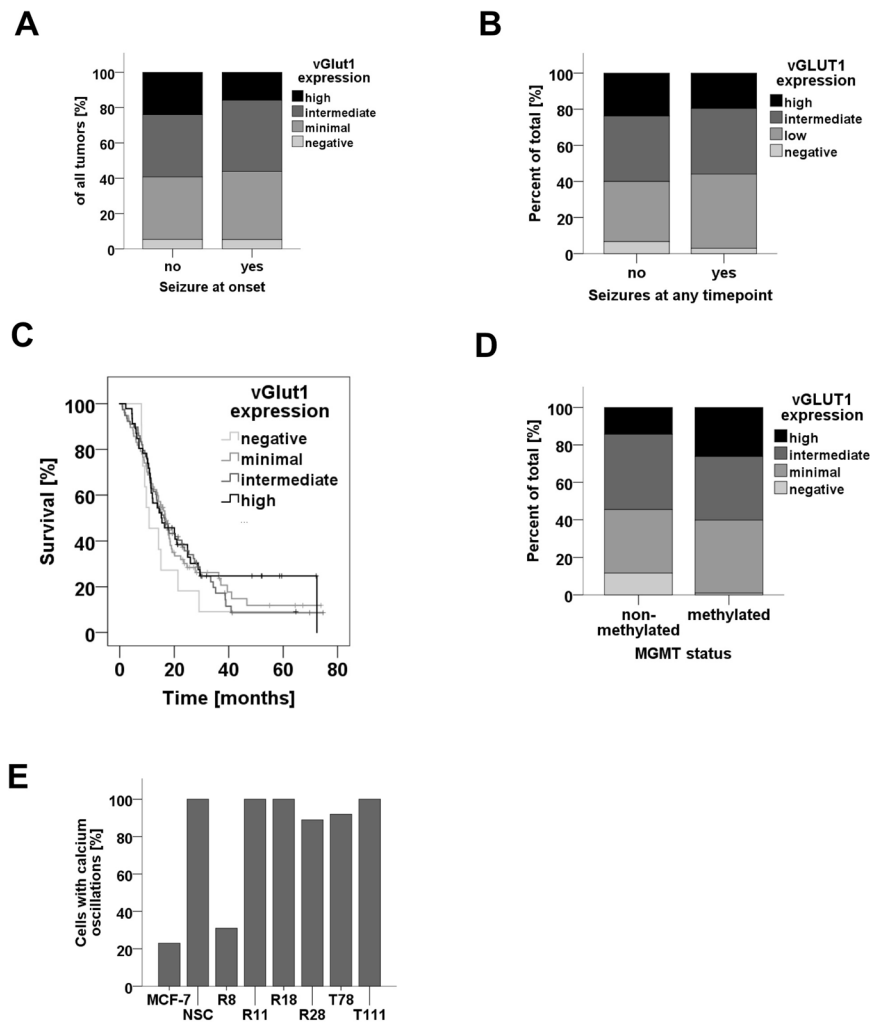 A
vGlut1
expression
high
intermediate
minimal
negative
of all tumors [%]
100
80
60
40
20
0
no
yes
Seizure at onset
B
vGLUT1
expression
high
intermediate
low
negative
Percent of total [%]
100
80
60
40
20
0
no
yes
Seizures at any timepoint
C
vGlut1
expression
negative
minimal
intermediate
high
...
Survival [%]
100
80
60
40
20
0
0 20 40 60 80
Time [months]
D
vGLUT1
expression
high
intermediate
minimal
negative
Percent of total [%]
100
80
60
40
20
0
non-
methylated
methylated
MGMT status
E
Cells with calcium
oscillations [%]
100
80
60
40
20
0
MCF-7 R8 R18 T78
NSC R11 R28 T111